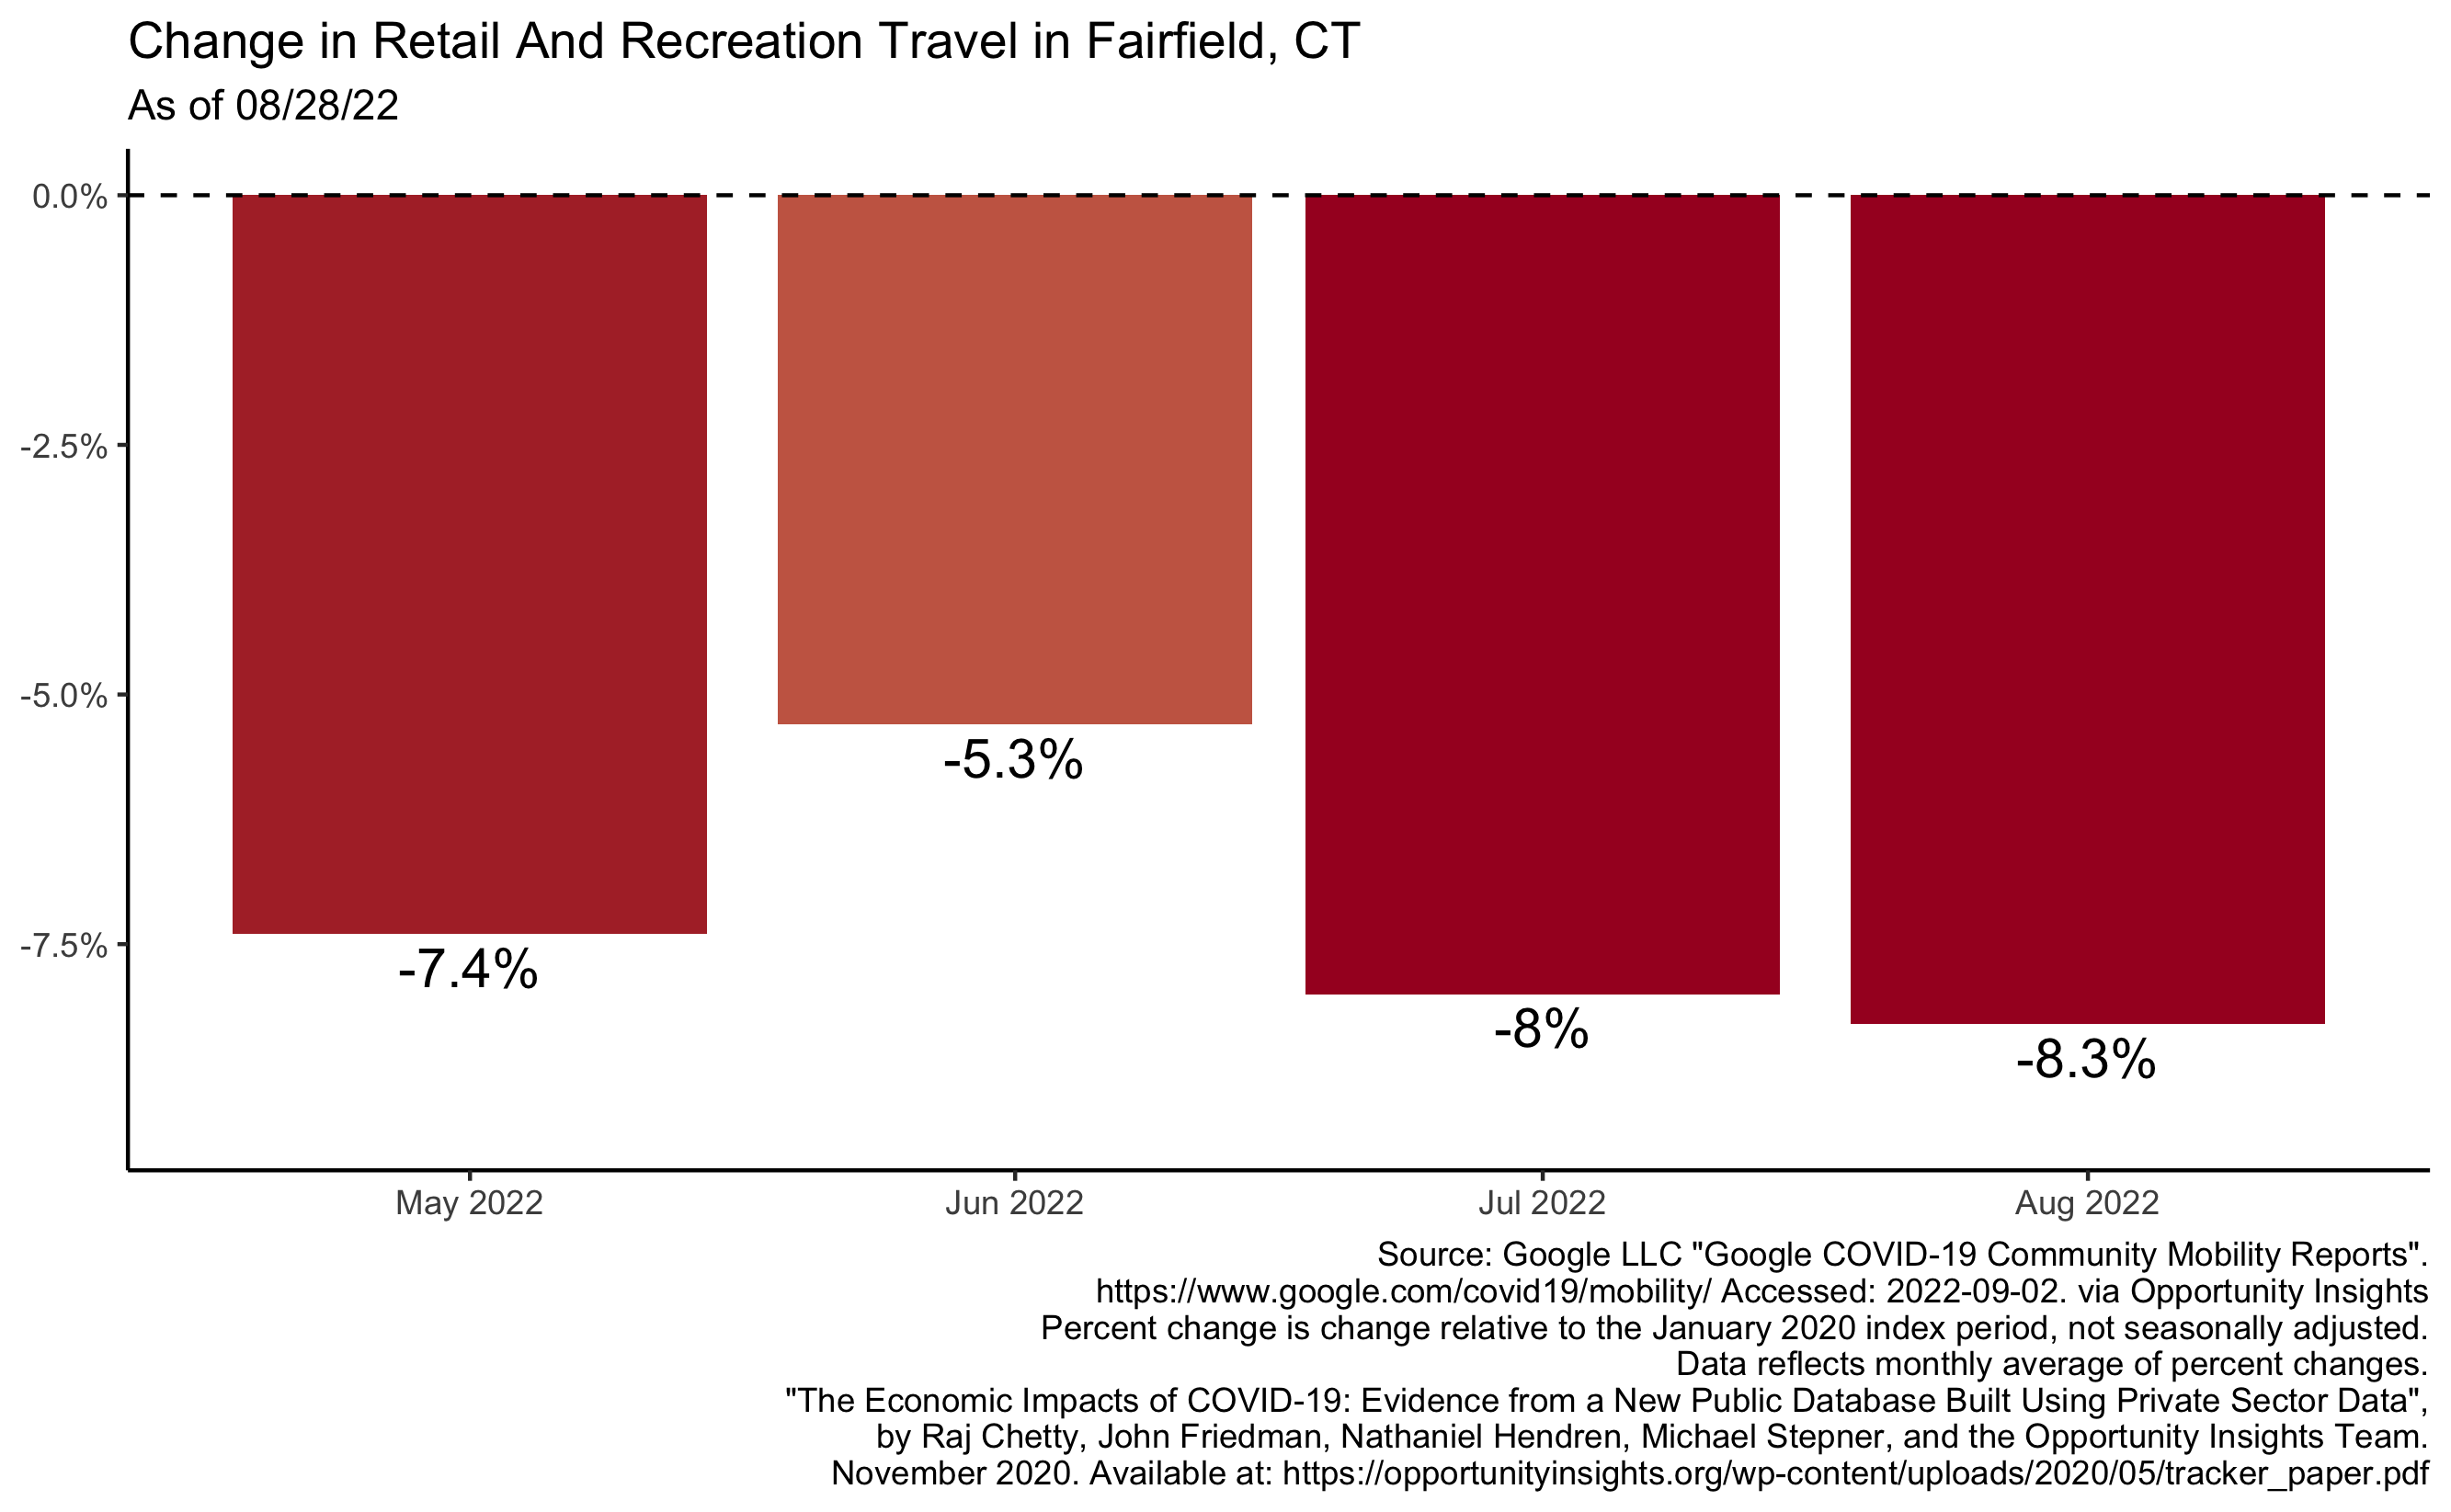 Change in Retail And Recreation Travel in Fairfield, CT
As of 08/28/22
0.0%
-2.5%
-5.0%
-7.5%
-7.4%
-5.3%
-8%
-8.3%
May 2022
Jun 2022
Jul 2022
Aug 2022
Source: Google LLC "Google COVID-19 Community Mobility Reports".
https://www.google.com/covid19/mobility/ Accessed: 2022-09-02. via Opportunity Insights
Percent change is change relative to the January 2020 index period, not seasonally adjusted.
Data reflects monthly average of percent changes.
"The Economic Impacts of COVID-19: Evidence from a New Public Database Built Using Private Sector Data",
by Raj Chetty, John Friedman, Nathaniel Hendren, Michael Stepner, and the Opportunity Insights Team.
November 2020. Available at: https://opportunityinsights.org/wp-content/uploads/2020/05/tracker_paper.pdf